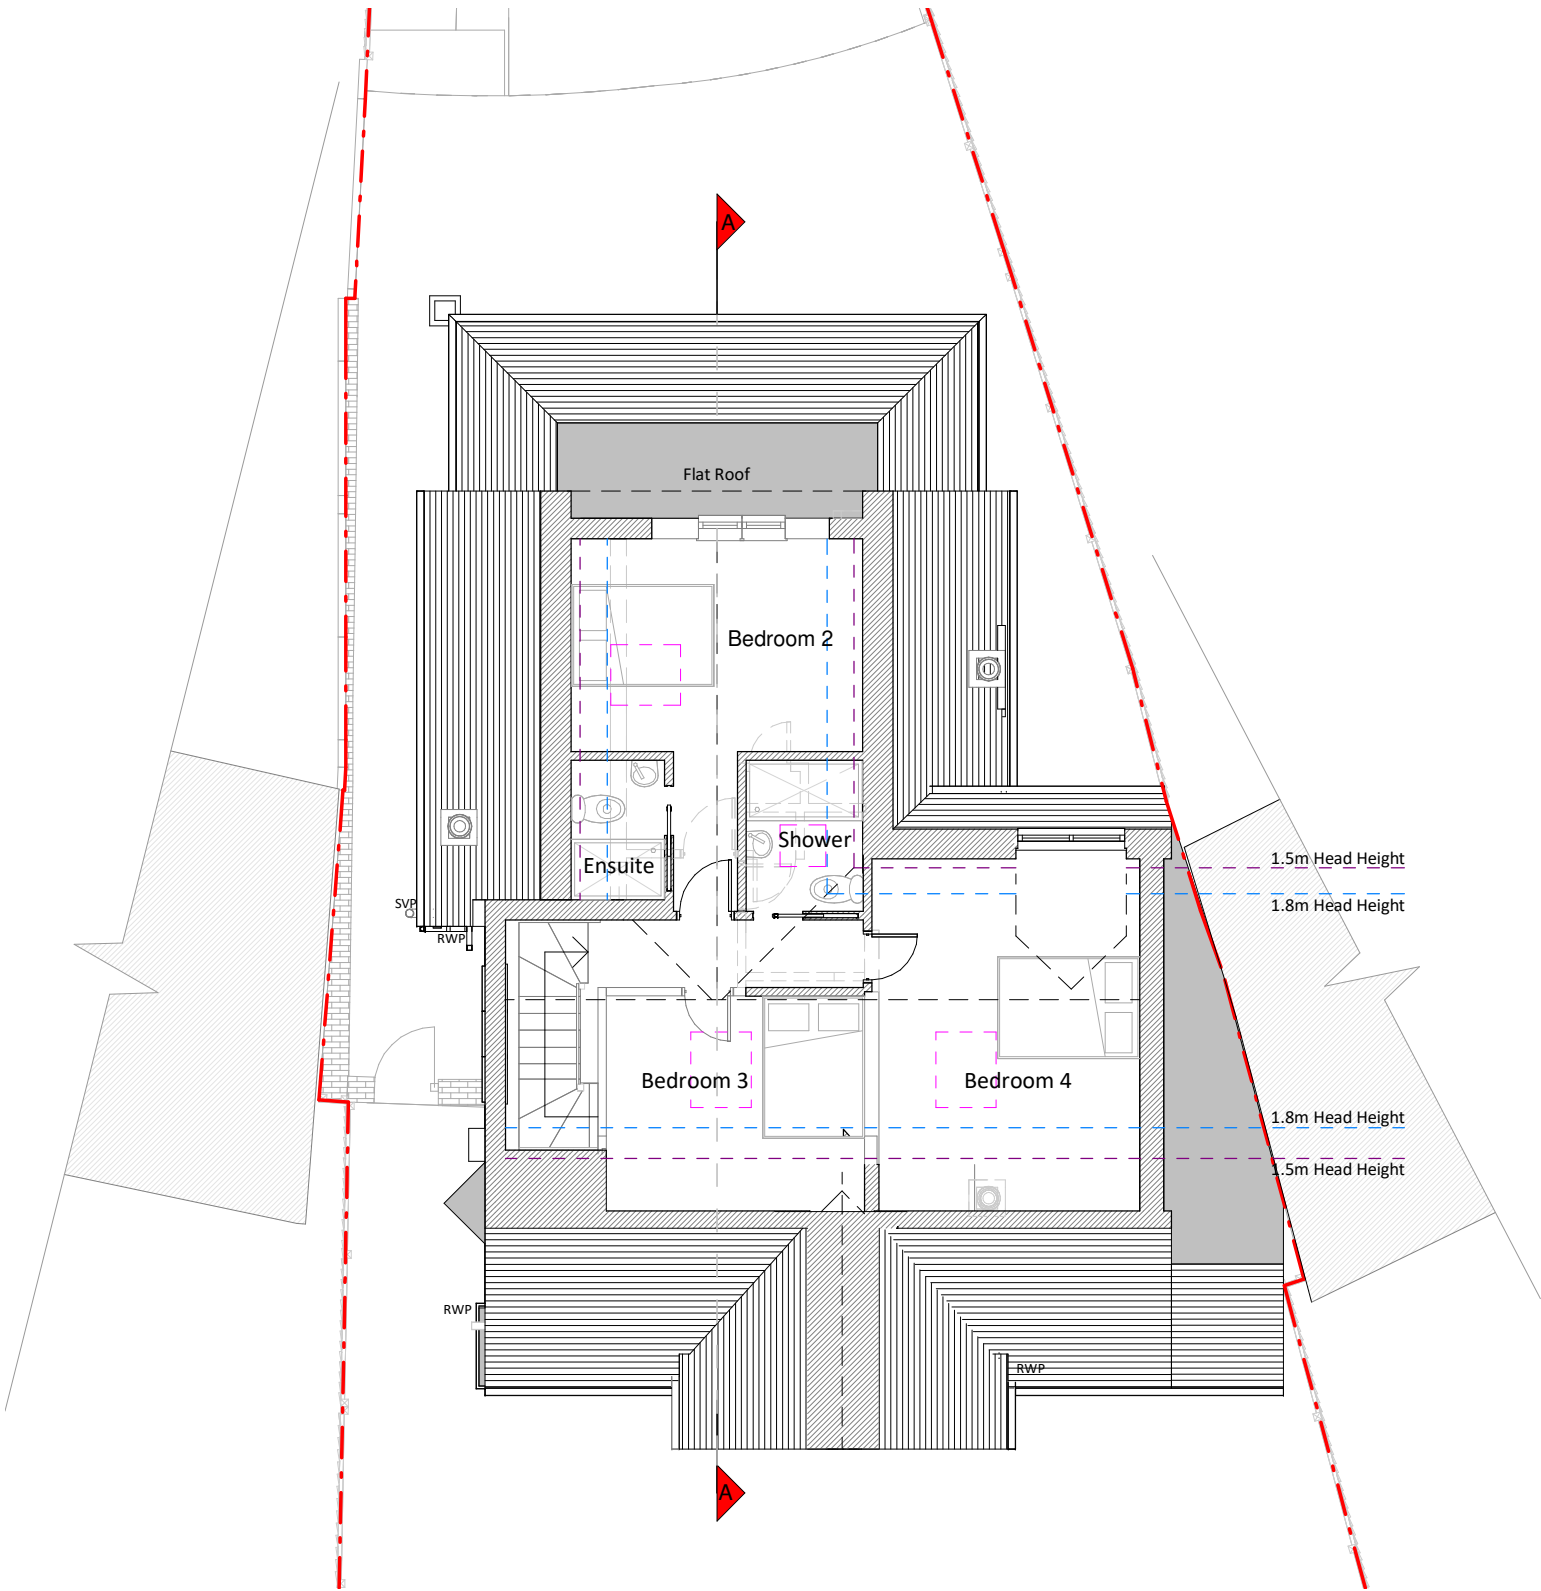 A
Flat Roof
Bedroom 2
Shower
Ensuite
1.5m Head Height
1.8m Head Height
SVP
RWP
Bedroom 3
Bedroom 4
1.8m Head Height
1.5m Head Height
RWP
RWP
A